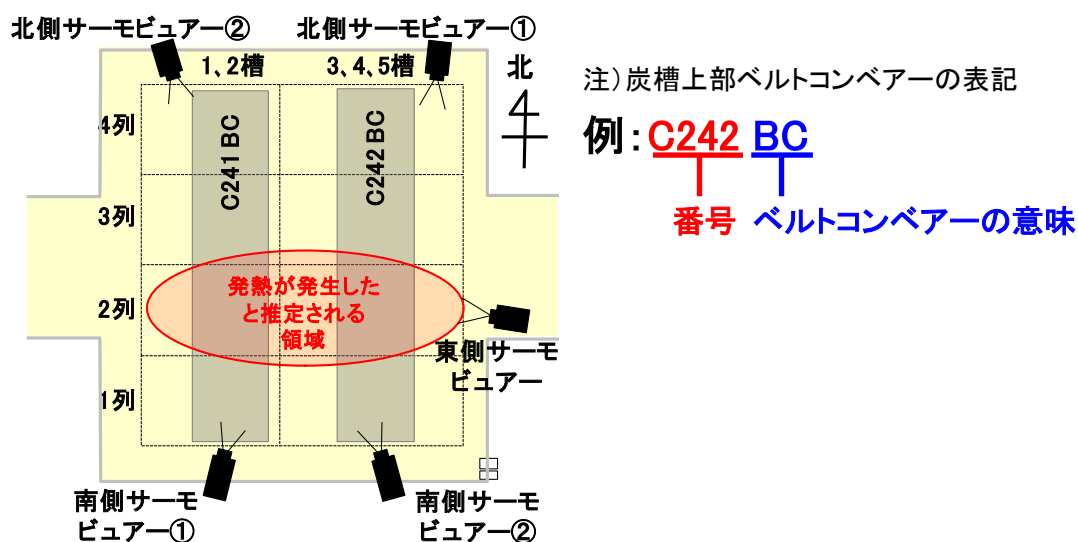 北側サーモビュアー②
北側サーモビュアー①
1、2槽
3、4、5槽
北
4列
3列
2列
1列
C241 BC
C242 BC
発熱が発生した
と推定される
領域
東側サーモ
ビュアー
南側サーモ
ビュアー①
南側サーモ
ビュアー②
注）炭槽上部ベルトコンベアーの表記
例：C242 BC
番号 ベルトコンベアーの意味